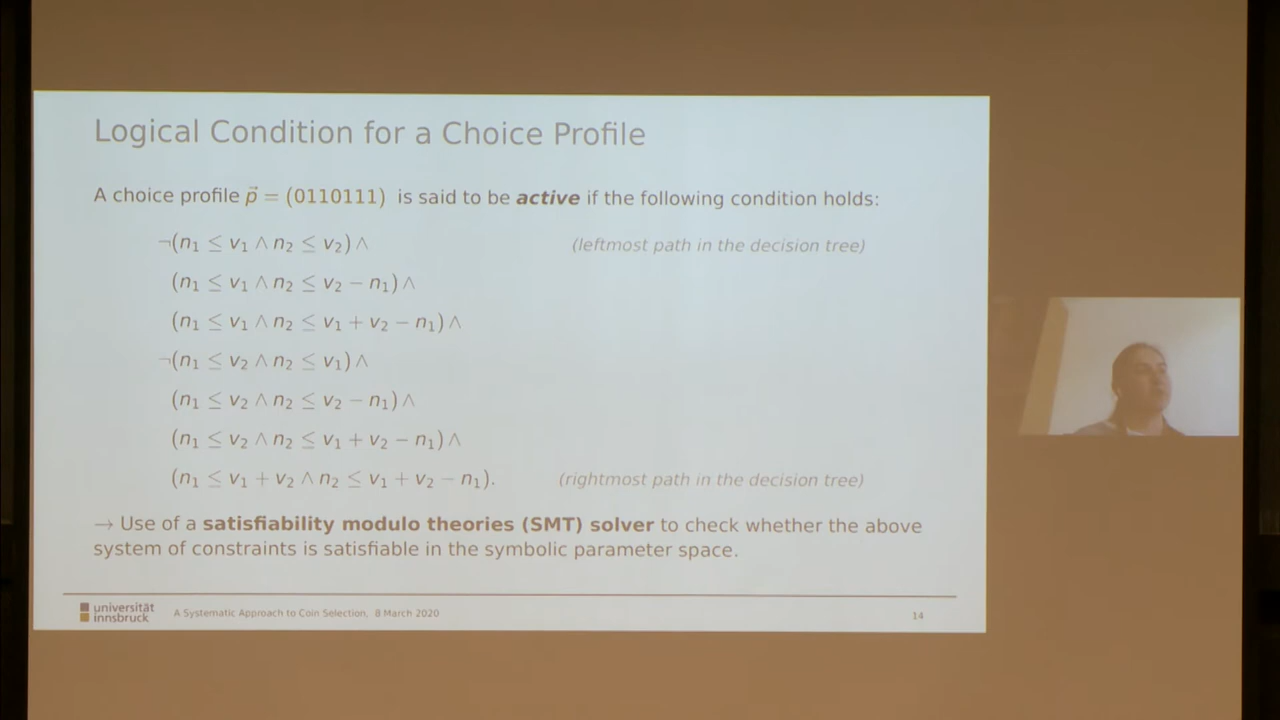 Logical Condition for a Choice Profile
A choice profile p⃗ = (0110111) is said to be active if the following condition holds:
¬(n₁ ≤ v₁ ∧ n₂ ≤ v₂) ∧ (leftmost path in the decision tree)
(n₁ ≤ v₁ ∧ n₂ ≤ v₂ − n₁) ∧
(n₁ ≤ v₁ ∧ n₂ ≤ v₁ + v₂ − n₁) ∧
¬(n₁ ≤ v₂ ∧ n₂ ≤ v₁) ∧
(n₁ ≤ v₂ ∧ n₂ ≤ v₂ − n₁) ∧
(n₁ ≤ v₂ ∧ n₂ ≤ v₁ + v₂ − n₁) ∧
(n₁ ≤ v₁ + v₂ ∧ n₂ ≤ v₁ + v₂ − n₁). (rightmost path in the decision tree)
→ Use of a satisfiability modulo theories (SMT) solver to check whether the above
system of constraints is satisfiable in the symbolic parameter space.
universität
innsbruck
A Systematic Approach to Coin Selection, 8 March 2020
14